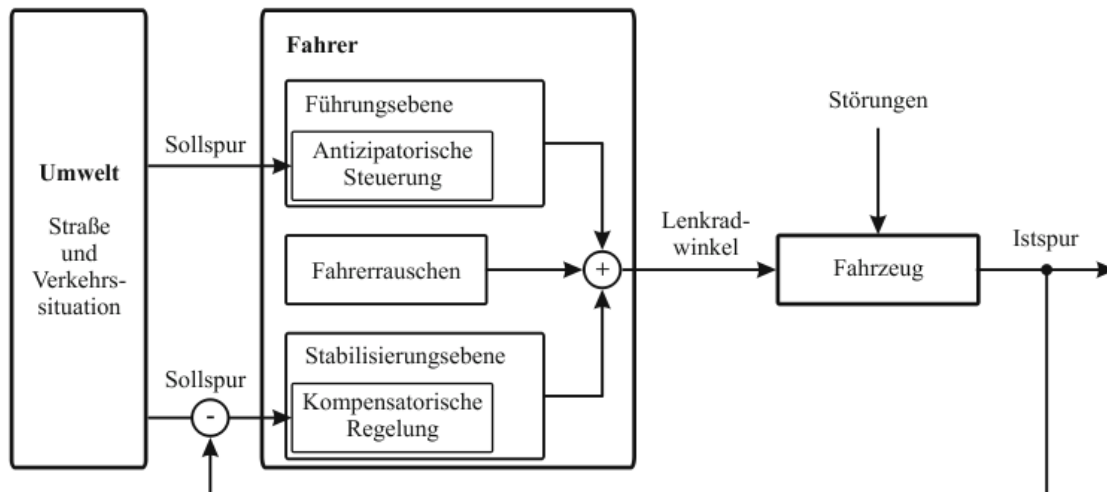 Umwelt
Straße
und
Verkehrs-
situation
Sollspur
Sollspur
-
Fahrer
Führungsebene
Antizipatorische
Steuerung
Fahrerrauschen
Stabilisierungsebene
Kompensatorische
Regelung
+
Lenkrad-
winkel
Störungen
Fahrzeug
Istspur